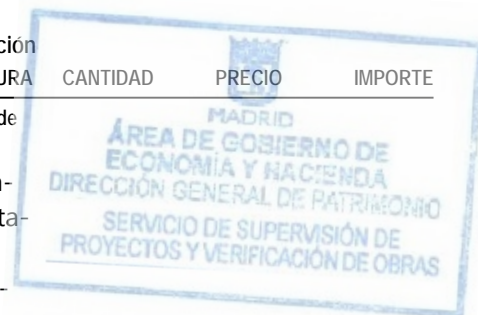 ción
URA CANTIDAD PRECIO IMPORTE
de
MADRID
ÁREA DE GOBIERNO DE
ECONOMÍA Y HACIENDA
DIRECCIÓN GENERAL DE PATRIMONIO
n-
ta-
SERVICIO DE SUPERVISIÓN DE
PROYECTOS Y VERIFICACIÓN DE OBRAS